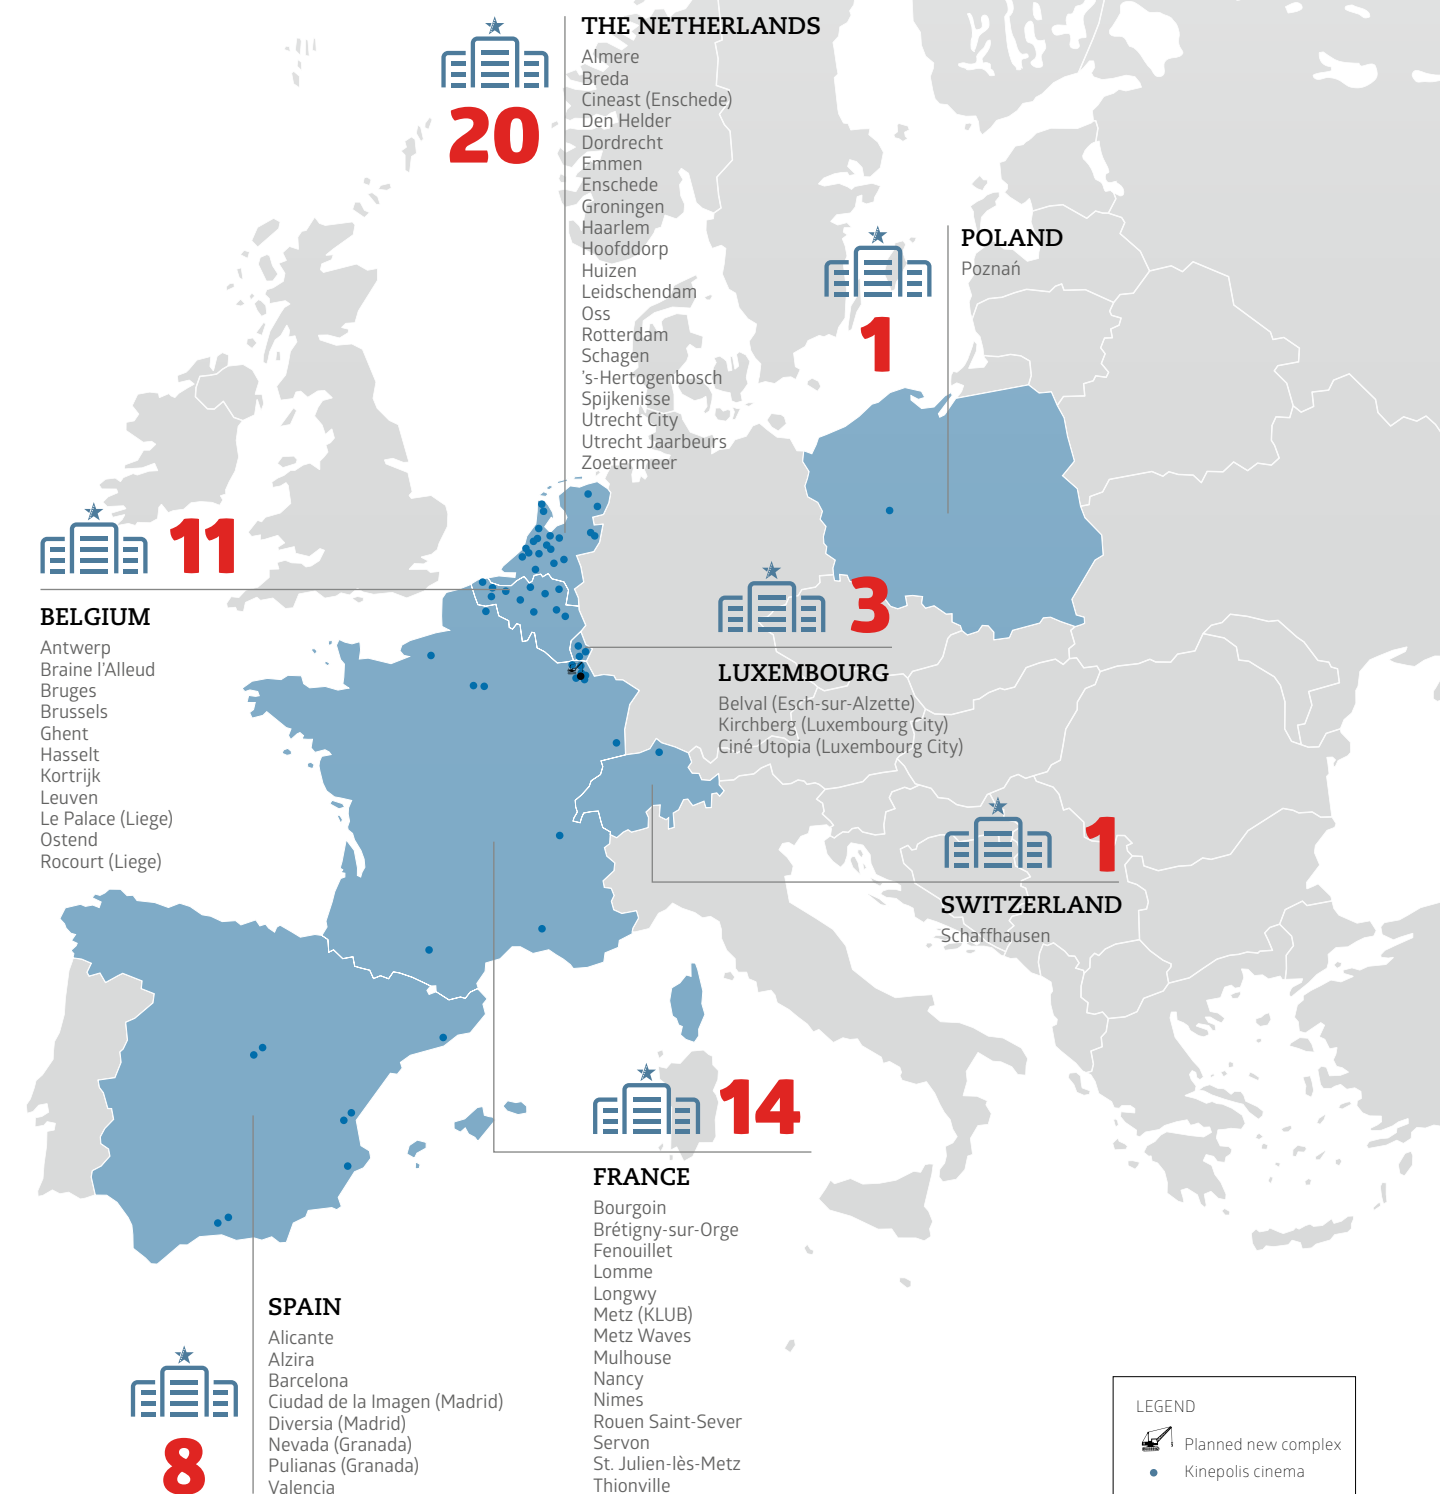 20
THE NETHERLANDS
Almere
Breda
Cineast (Enschede)
Den Helder
Dordrecht
Emmen
Enschede
Groningen
Haarlem
Hoofddorp
Huizen
Leidschendam
Oss
Rotterdam
Schagen
's-Hertogenbosch
Spijkenisse
Utrecht City
Utrecht Jaarbeurs
Zoetermeer
1
POLAND
Poznań
11
BELGIUM
Antwerp
Braine l'Alleud
Bruges
Brussels
Ghent
Hasselt
Kortrijk
Leuven
Le Palace (Liege)
Ostend
Rocourt (Liege)
3
LUXEMBOURG
Belval (Esch-sur-Alzette)
Kirchberg (Luxembourg City)
Ciné Utopia (Luxembourg City)
1
SWITZERLAND
Schaffhausen
14
FRANCE
Bourgoin
Brétigny-sur-Orge
Fenouillet
Lomme
Longwy
Metz (KLUB)
Metz Waves
Mulhouse
Nancy
Nimes
Rouen Saint-Sever
Servon
St. Julien-lès-Metz
Thionville
8
SPAIN
Alicante
Alzira
Barcelona
Ciudad de la Imagen (Madrid)
Diversia (Madrid)
Nevada (Granada)
Pulianas (Granada)
Valencia
LEGEND
Planned new complex
Kinepolis cinema